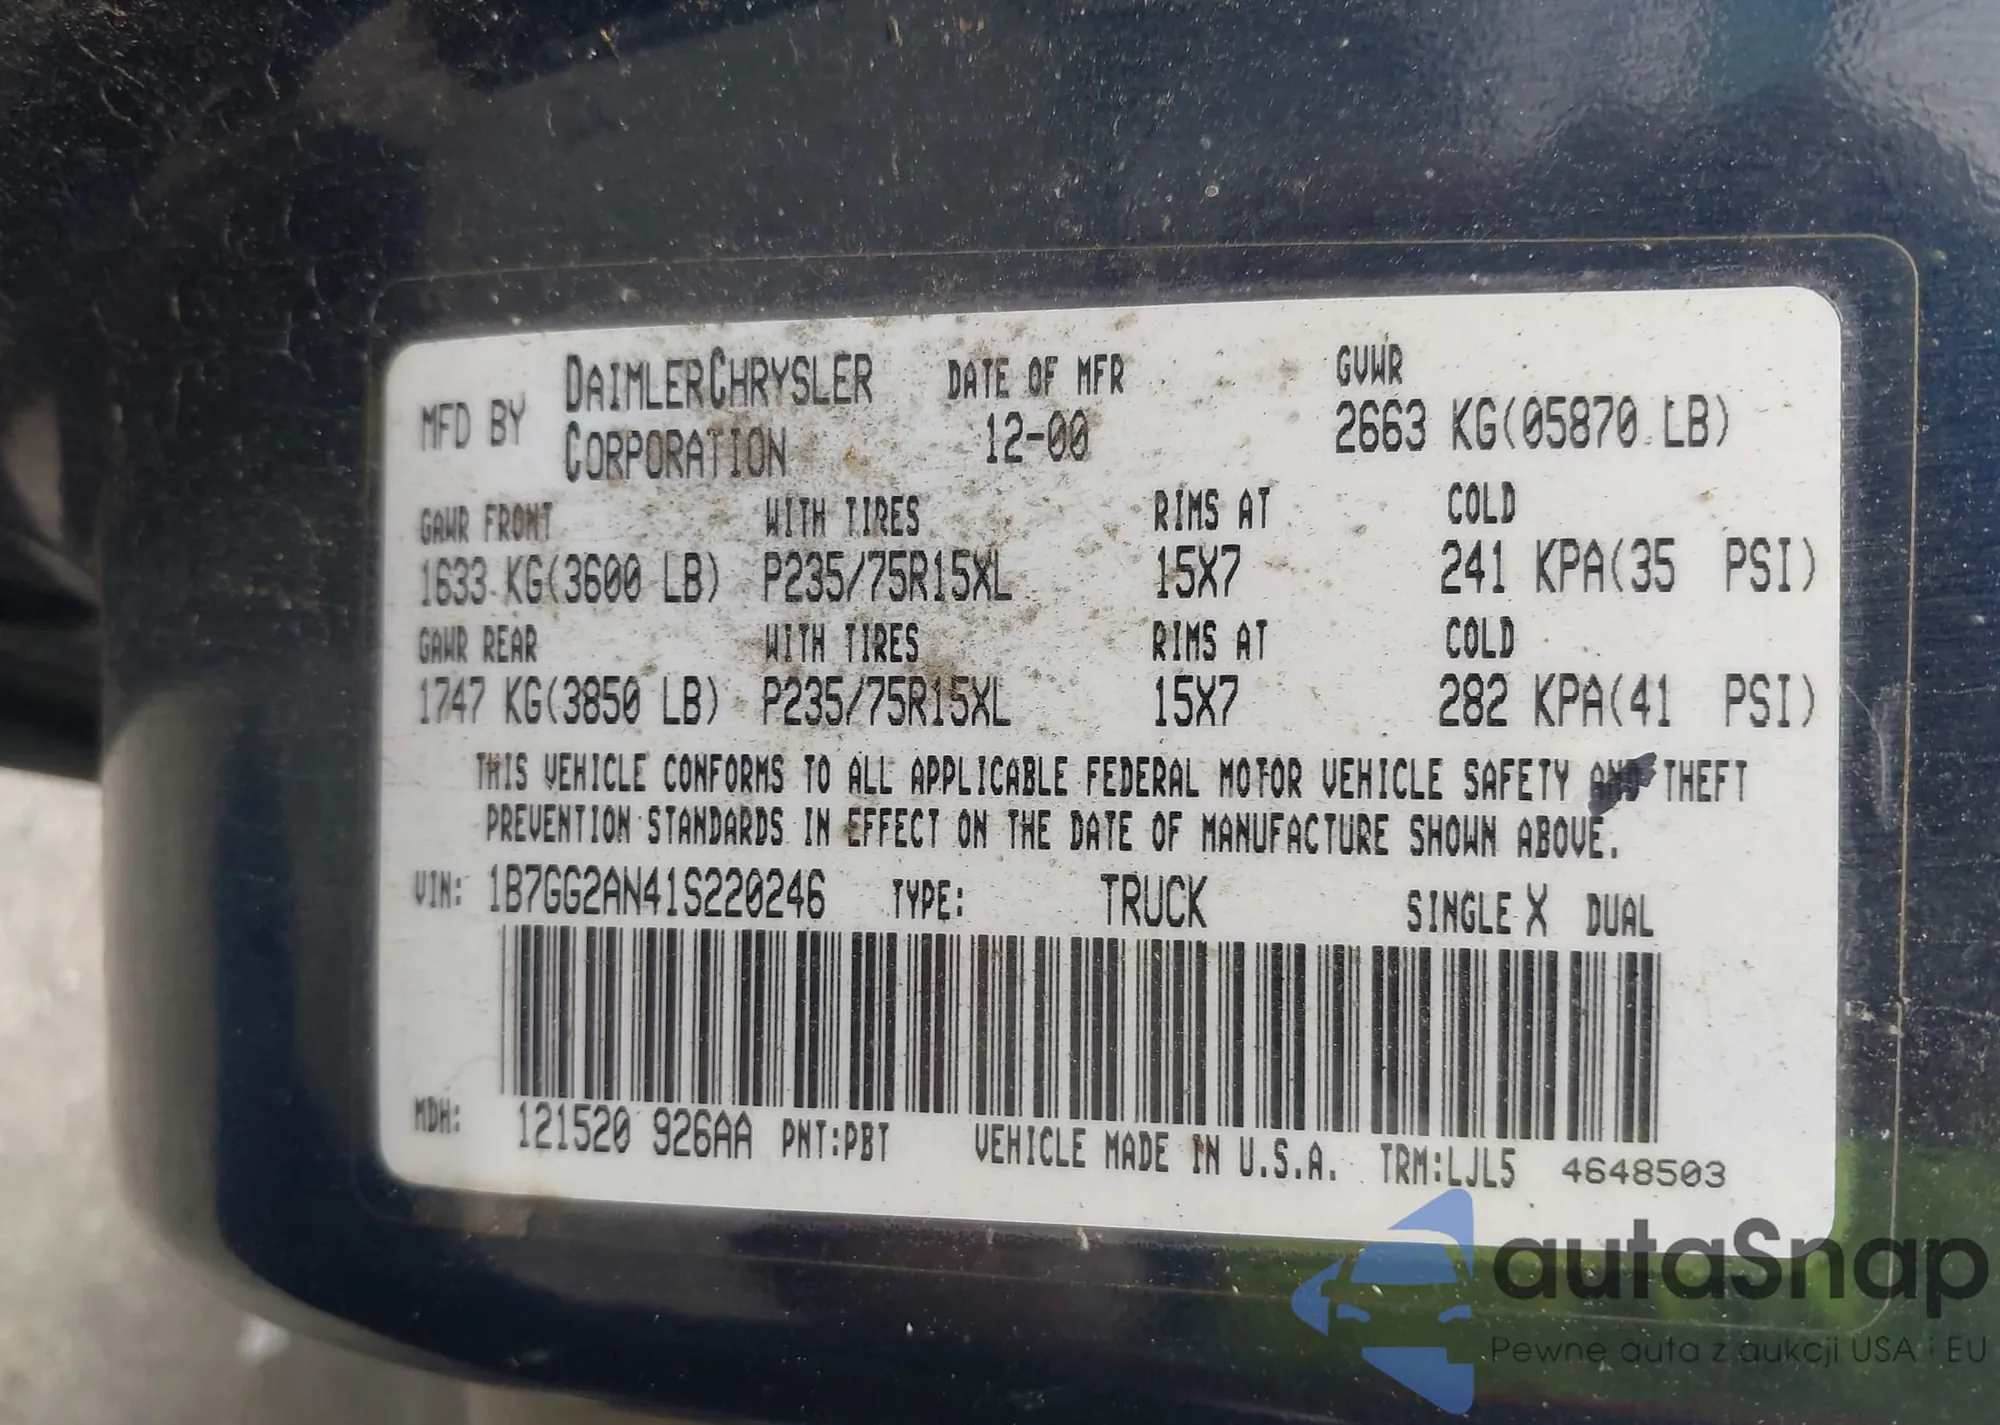 MFD BY DAIMLERCHRYSLER CORPORATION DATE OF MFR 12-00 GVWR 2663 KG(05870 LB)
GAWR FRONT WITH TIRES RIMS AT COLD
1633 KG(3600 LB) P235/75R15XL 15X7 241 KPA(35 PSI)
GAWR REAR WITH TIRES RIMS AT COLD
1747 KG(3850 LB) P235/75R15XL 15X7 282 KPA(41 PSI)
THIS VEHICLE CONFORMS TO ALL APPLICABLE FEDERAL MOTOR VEHICLE SAFETY AND THEFT
PREVENTION STANDARDS IN EFFECT ON THE DATE OF MANUFACTURE SHOWN ABOVE.
VIN: 1B7GG2AN41S220246 TYPE: TRUCK SINGLE X DUAL
MDH: 121520 926AA PNT:PBT VEHICLE MADE IN U.S.A. TRM:LJL5 4648503
autaSnap
Pewne auta z aukcji USA i EU